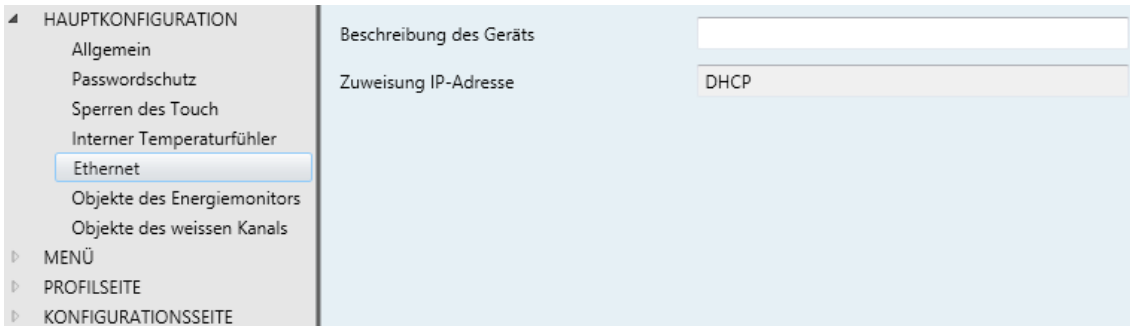 HAUPTKONFIGURATION
Allgemein
Passwordschutz
Sperren des Touch
Interner Temperaturfühler
Ethernet
Objekte des Energiemonitors
Objekte des weissen Kanals
MENÜ
PROFILSEITE
KONFIGURATIONSSEITE
Beschreibung des Geräts
Zuweisung IP-Adresse DHCP